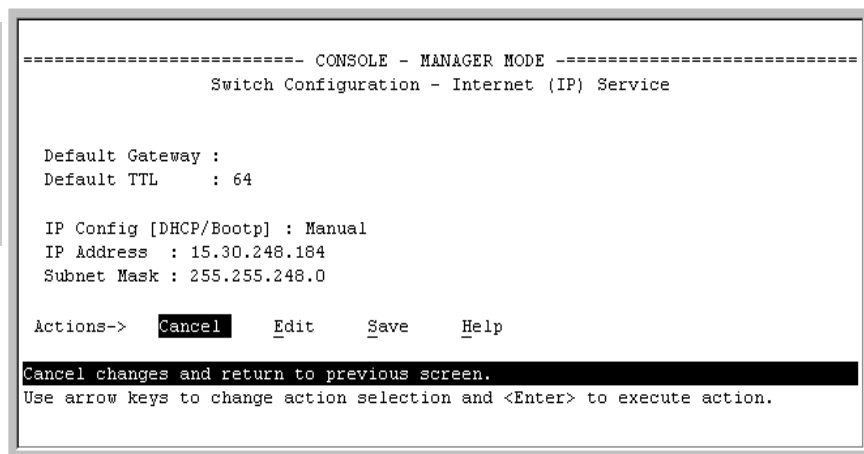 ==========================- CONSOLE - MANAGER MODE -============================
Switch Configuration - Internet (IP) Service
Default Gateway :
Default TTL     : 64
IP Config [DHCP/Bootp] : Manual
IP Address  : 15.30.248.184
Subnet Mask : 255.255.248.0
Actions->   Cancel     Edit     Save     Help
Cancel changes and return to previous screen.
Use arrow keys to change action selection and <Enter> to execute action.